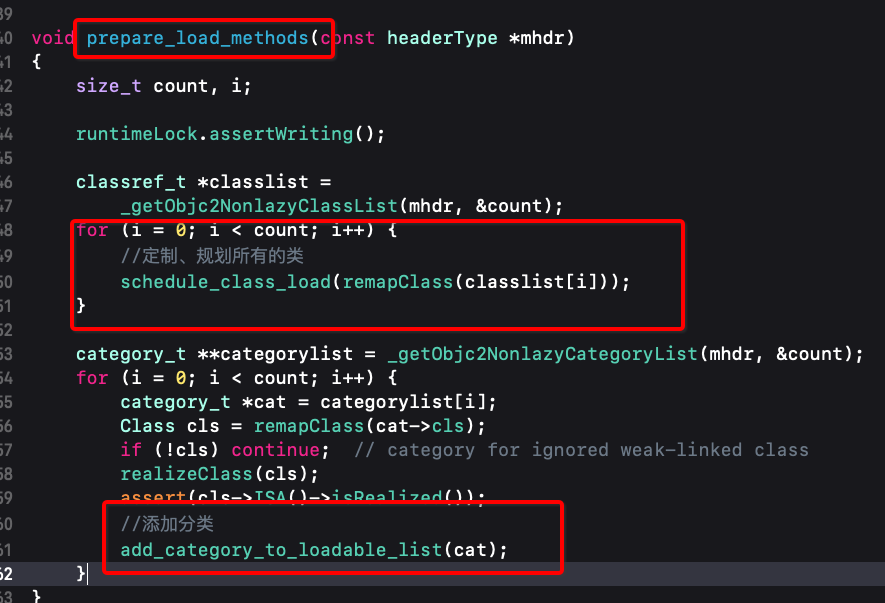 39
40 void prepare_load_methods(const headerType *mhdr)
41 {
42     size_t count, i;
43
44     runtimeLock.assertWriting();
45
46     classref_t *classlist =
47         _getObjc2NonlazyClassList(mhdr, &count);
48     for (i = 0; i < count; i++) {
49         //定制、规划所有的类
50         schedule_class_load(remapClass(classlist[i]));
51     }
52
53     category_t **categorylist = _getObjc2NonlazyCategoryList(mhdr, &count);
54     for (i = 0; i < count; i++) {
55         category_t *cat = categorylist[i];
56         Class cls = remapClass(cat->cls);
57         if (!cls) continue;  // category for ignored weak-linked class
58         realizeClass(cls);
59         assert(cls->ISA()->isRealized());
60         //添加分类
61         add_category_to_loadable_list(cat);
62     }
63 }